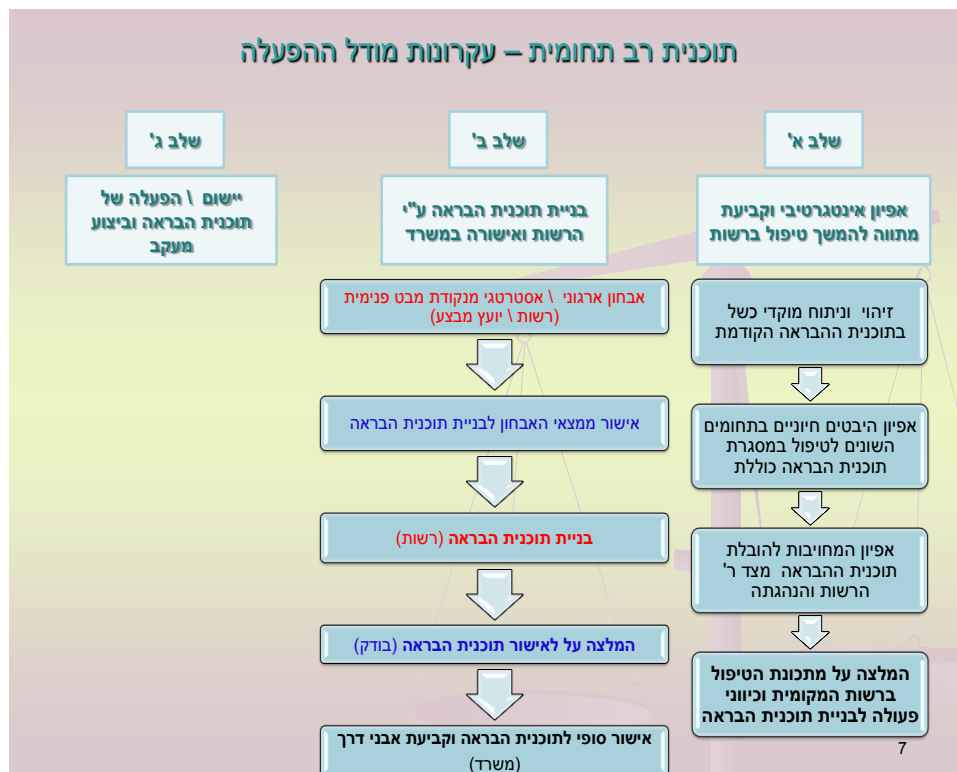 תוכנית רב תחומית – עקרונות מודל ההפעלה
שלב א'
אפיון אינטגרטיבי וקביעת
מתווה להמשך טיפול ברשות
זיהוי וניתוח מוקדי כשל
בתוכנית ההבראה הקודמת
אפיון היבטים חיוניים בתחומים
השונים לטיפול במסגרת
תוכנית הבראה כוללת
אפיון המחויבות להובלת
תוכנית ההבראה מצד ר'
הרשות והנהגתה
המלצה על מתכונת הטיפול
ברשות המקומית וכיווני
פעולה לבניית תוכנית הבראה
שלב ב'
בניית תוכנית הבראה ע"י
הרשות ואישורה במשרד
אבחון ארגוני \ אסטרטגי מנקודת מבט פנימית
(רשות \ יועץ מבצע)
אישור ממצאי האבחון לבניית תוכנית הבראה
בניית תוכנית הבראה (רשות)
המלצה על לאישור תוכנית הבראה (בודק)
אישור סופי לתוכנית הבראה וקביעת אבני דרך
(משרד)
שלב ג'
יישום \ הפעלה של
תוכנית הבראה וביצוע
מעקב
7